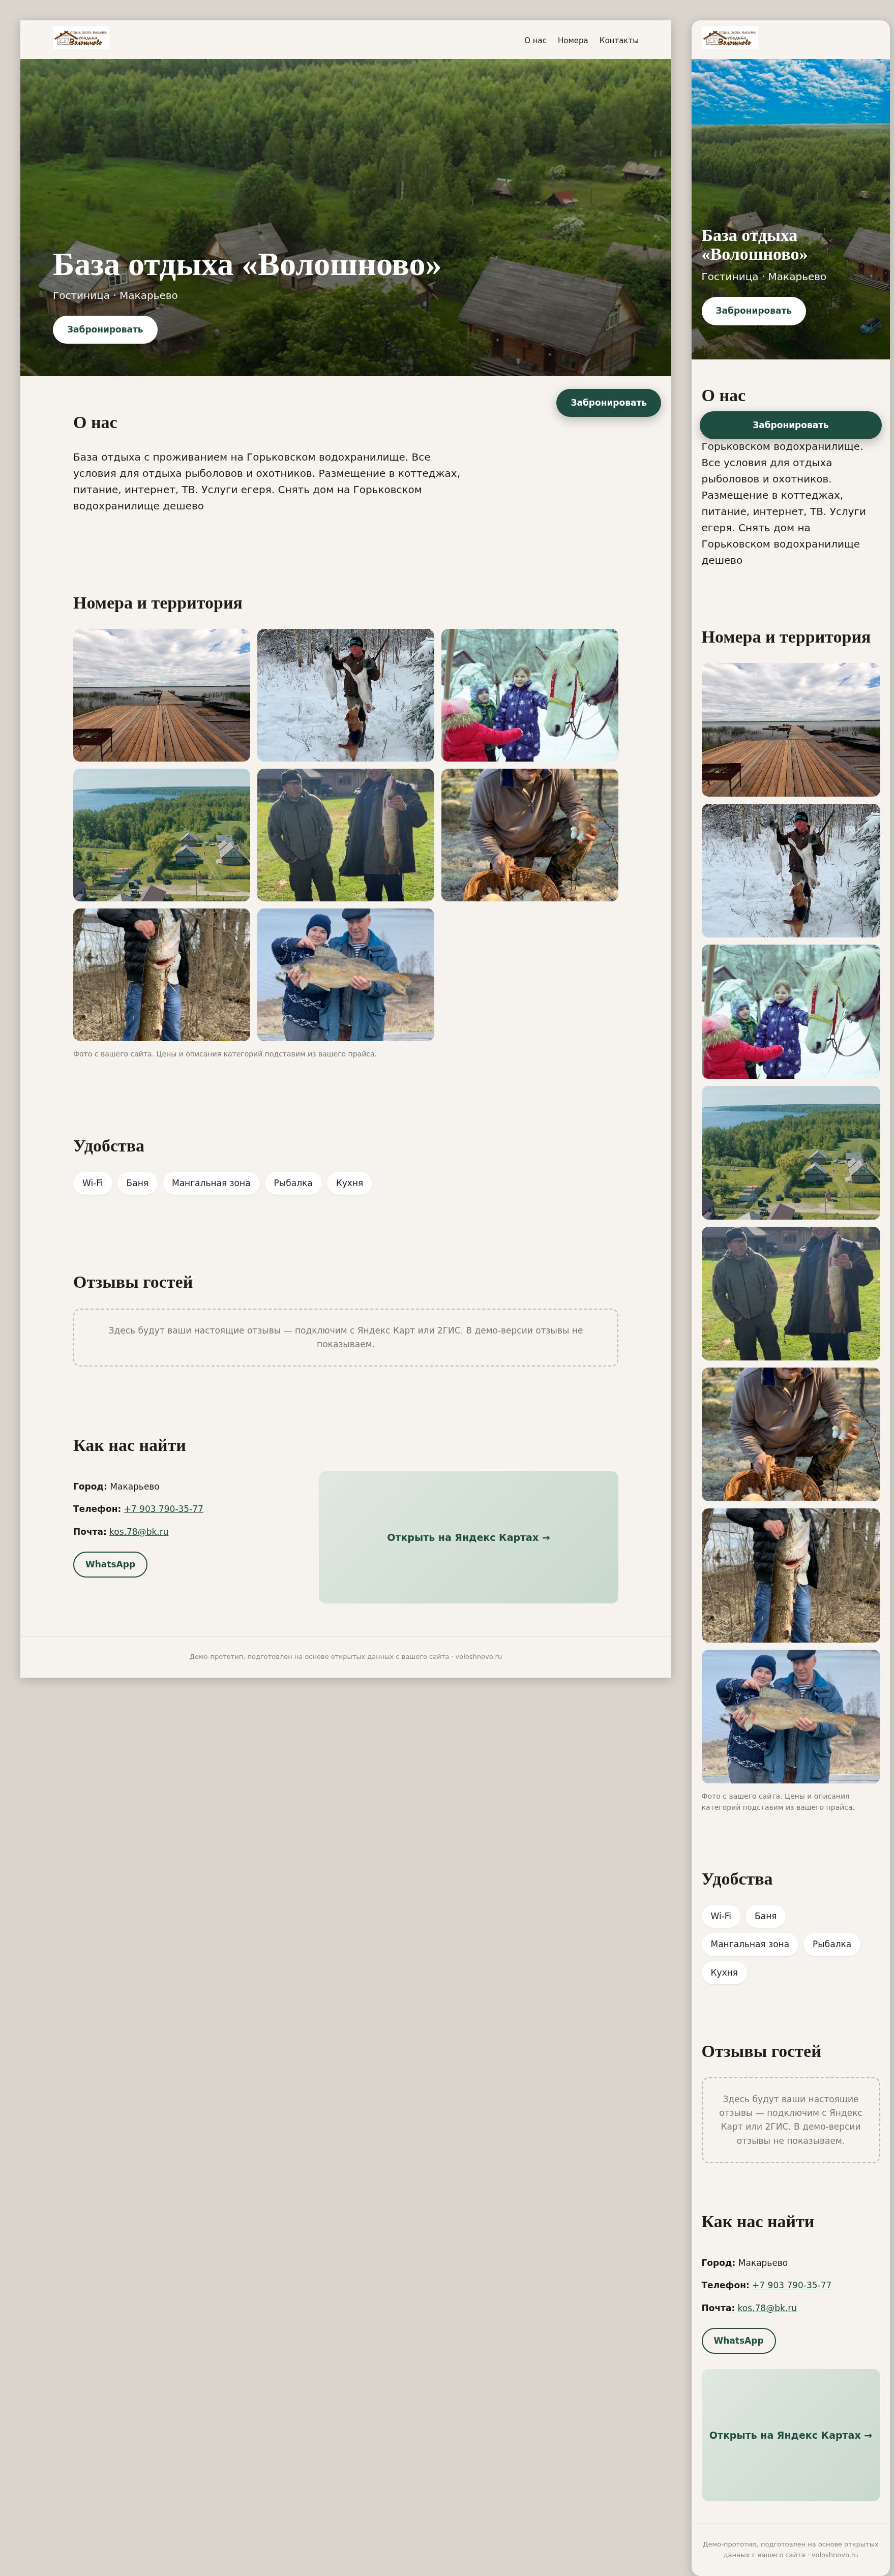 ОТДЫХ, ОХОТА, РЫБАЛКА
усадьба
Волошново
О нас
Номера
Контакты
База отдыха «Волошново»
Гостиница · Макарьево
Забронировать
Забронировать
О нас
База отдыха с проживанием на Горьковском водохранилище. Все
условия для отдыха рыболовов и охотников. Размещение в коттеджах,
питание, интернет, ТВ. Услуги егеря. Снять дом на Горьковском
водохранилище дешево
Номера и территория
Фото с вашего сайта. Цены и описания категорий подставим из вашего прайса.
Удобства
Wi-Fi
Баня
Мангальная зона
Рыбалка
Кухня
Отзывы гостей
Здесь будут ваши настоящие отзывы — подключим с Яндекс Карт или 2ГИС. В демо-версии отзывы не
показываем.
Как нас найти
Город: Макарьево
Телефон: +7 903 790-35-77
Почта: kos.78@bk.ru
WhatsApp
Открыть на Яндекс Картах →
Демо-прототип, подготовлен на основе открытых данных с вашего сайта · voloshnovo.ru
ОТДЫХ, ОХОТА, РЫБАЛКА
усадьба
Волошново
База отдыха
«Волошново»
Гостиница · Макарьево
Забронировать
О нас
Забронировать
Горьковском водохранилище.
Все условия для отдыха
рыболовов и охотников.
Размещение в коттеджах,
питание, интернет, ТВ. Услуги
егеря. Снять дом на
Горьковском водохранилище
дешево
Номера и территория
Фото с вашего сайта. Цены и описания
категорий подставим из вашего прайса.
Удобства
Wi-Fi
Баня
Мангальная зона
Рыбалка
Кухня
Отзывы гостей
Здесь будут ваши настоящие
отзывы — подключим с Яндекс
Карт или 2ГИС. В демо-версии
отзывы не показываем.
Как нас найти
Город: Макарьево
Телефон: +7 903 790-35-77
Почта: kos.78@bk.ru
WhatsApp
Открыть на Яндекс Картах →
Демо-прототип, подготовлен на основе открытых
данных с вашего сайта · voloshnovo.ru